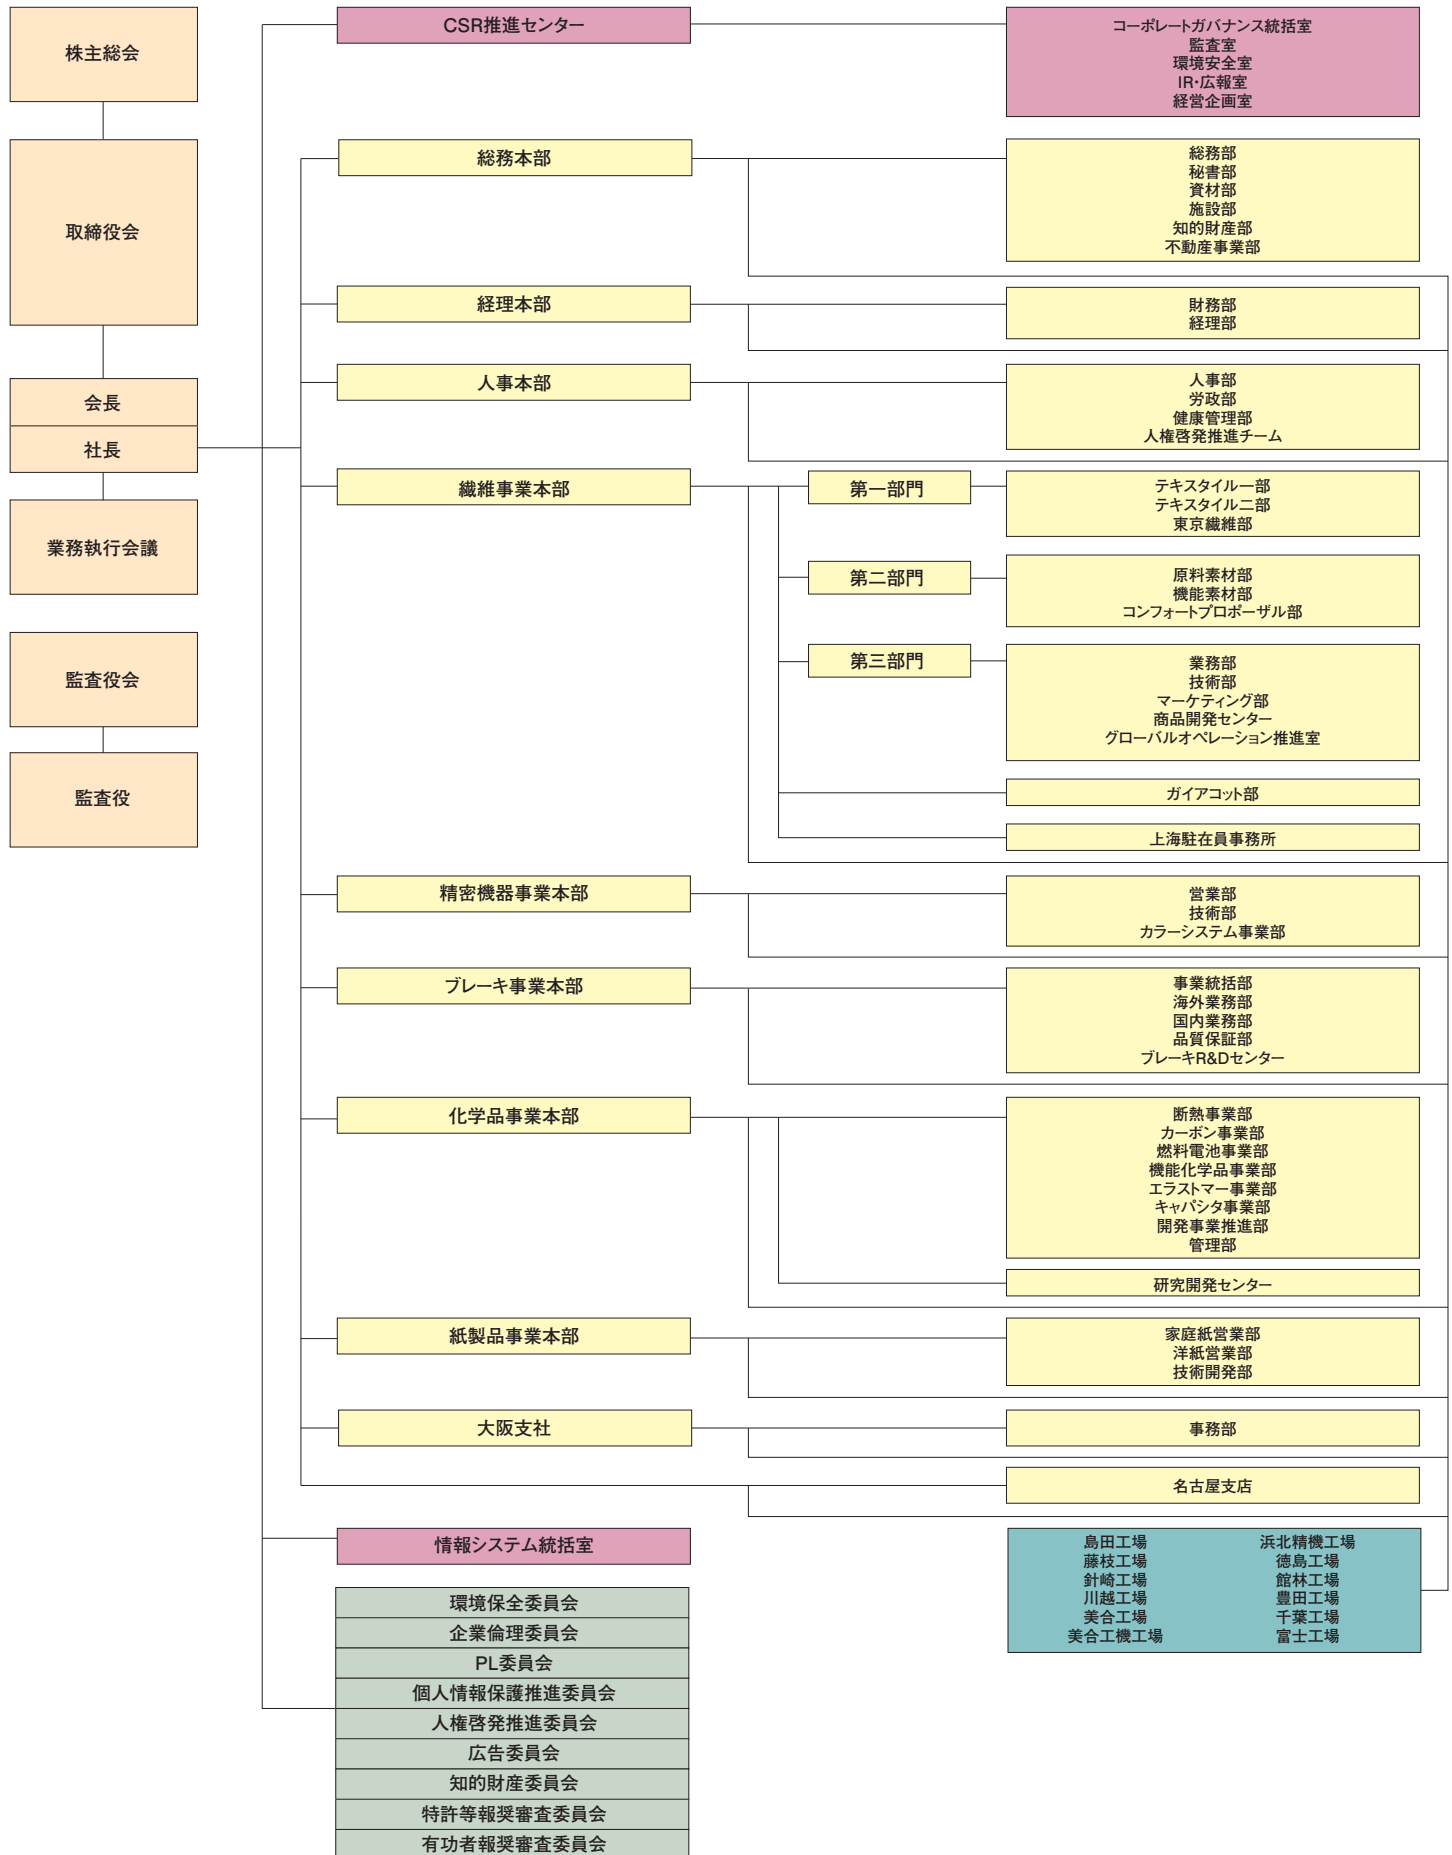 株主総会
取締役会
会長
社長
業務執行会議
監査役会
監査役
CSR推進センター
コーポレートガバナンス統括室
監査室
環境安全室
IR・広報室
経営企画室
総務本部
総務部
秘書部
資材部
施設部
知的財産部
不動産事業部
経理本部
財務部
経理部
人事本部
人事部
労政部
健康管理部
人権啓発推進チーム
繊維事業本部
第一部門
テキスタイル一部
テキスタイル二部
東京繊維部
第二部門
原料素材部
機能素材部
コンフォートプロポーザル部
第三部門
業務部
技術部
マーケティング部
商品開発センター
グローバルオペレーション推進室
ガイアコット部
上海駐在員事務所
精密機器事業本部
営業部
技術部
カラーシステム事業部
ブレーキ事業本部
事業統括部
海外業務部
国内業務部
品質保証部
ブレーキR&Dセンター
化学品事業本部
断熱事業部
カーボン事業部
燃料電池事業部
機能化学品事業部
エラストマー事業部
キャパシタ事業部
開発事業推進部
管理部
研究開発センター
紙製品事業本部
家庭紙営業部
洋紙営業部
技術開発部
大阪支社
事務部
名古屋支店
情報システム統括室
島田工場
藤枝工場
針崎工場
川越工場
美合工場
美合工機工場
浜北精機工場
徳島工場
館林工場
豊田工場
千葉工場
富士工場
環境保全委員会
企業倫理委員会
PL委員会
個人情報保護推進委員会
人権啓発推進委員会
広告委員会
知的財産委員会
特許等報奨審査委員会
有功者報奨審査委員会